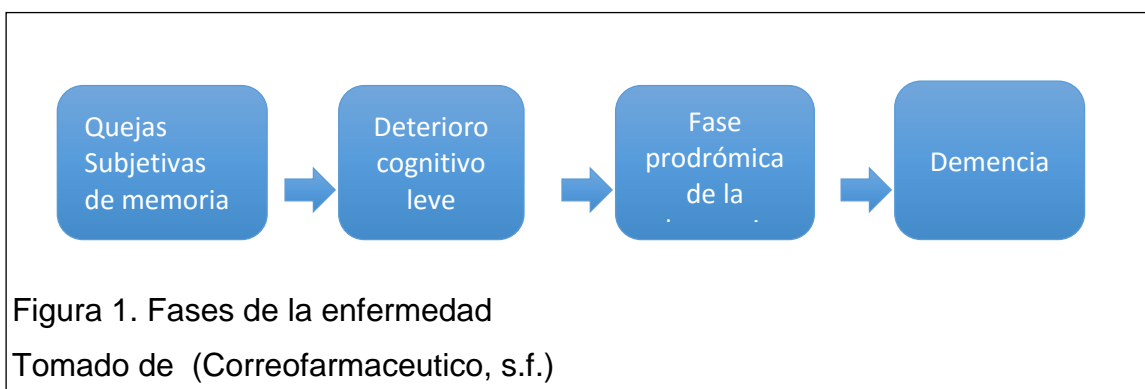 Quejas
Subjetivas
de memoria
Deterioro
cognitivo
leve
Fase
prodrómica
de la
Demencia
Figura 1. Fases de la enfermedad
Tomado de (Correofarmaceutico, s.f.)